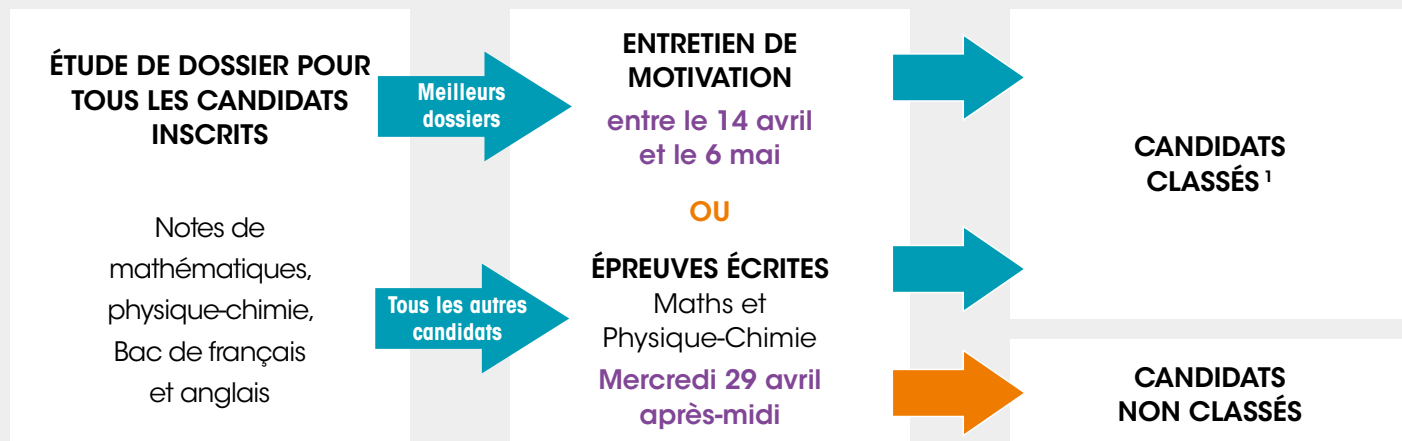 ÉTUDE DE DOSSIER POUR
TOUS LES CANDIDATS
INSCRITS
Notes de
mathématiques,
physique-chimie,
Bac de français
et anglais
Meilleurs
dossiers
Tous les autres
candidats
ENTRETIEN DE
MOTIVATION
entre le 14 avril
et le 6 mai
OU
ÉPREUVES ÉCRITES
Maths et
Physique-Chimie
Mercredi 29 avril
après-midi
CANDIDATS
CLASSÉS ¹
CANDIDATS
NON CLASSÉS